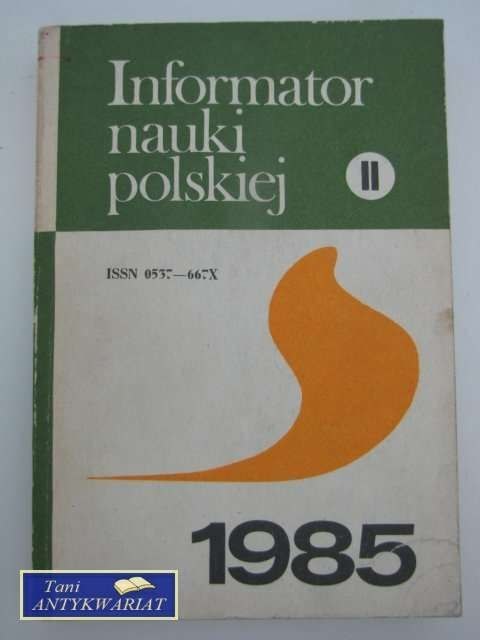 Informator
nauki
polskiej
II
ISSN 0537—667X
1985
Tani
ANTYKWARIAT